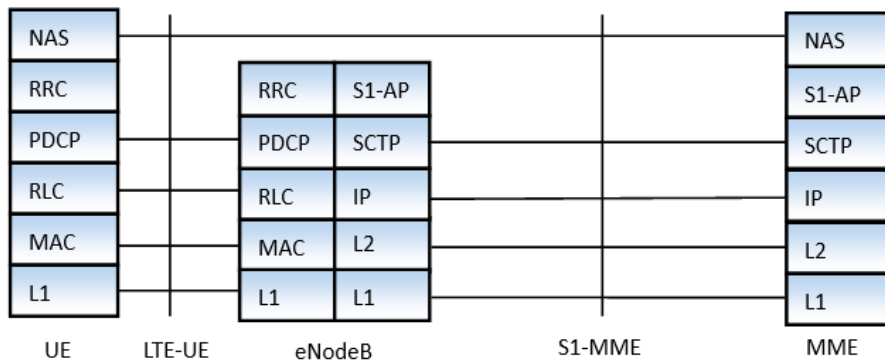 NAS NAS
RRC RRC S1-AP S1-AP
PDCP PDCP SCTP SCTP
RLC RLC IP IP
MAC MAC L2 L2
L1 L1 L1 L1
UE LTE-UE eNodeB S1-MME MME